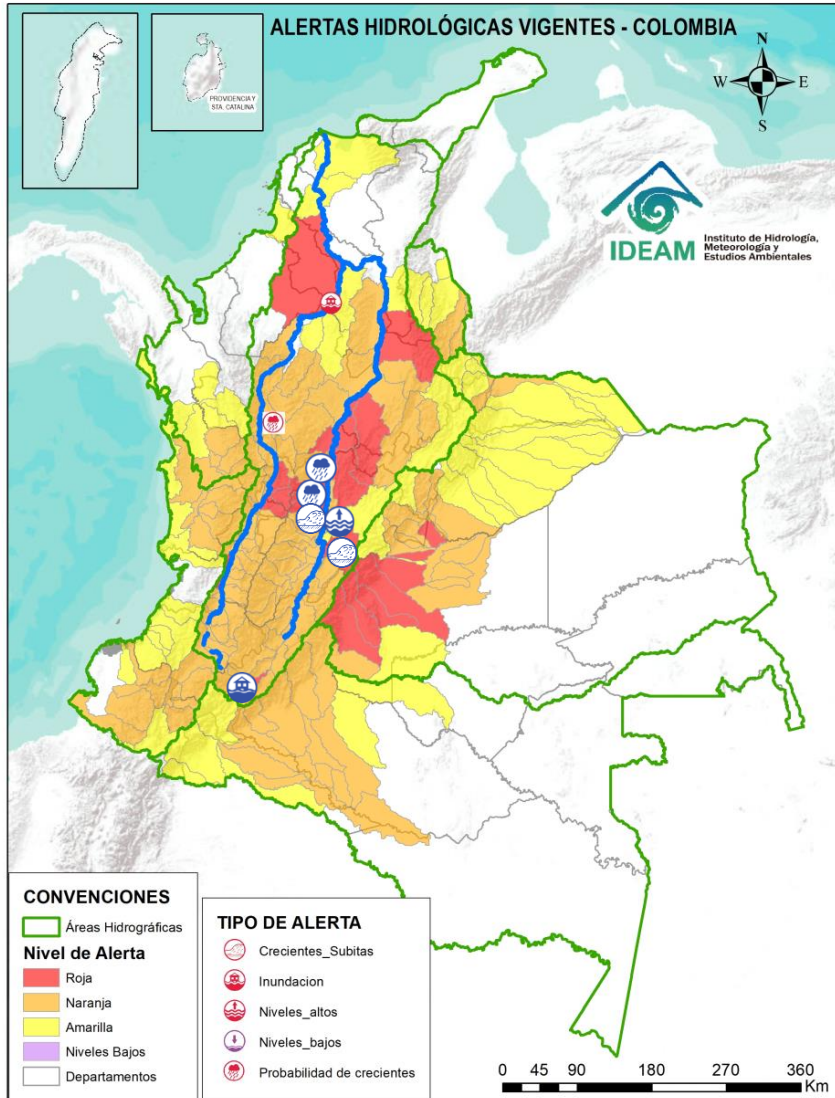 ALERTAS HIDROLÓGICAS VIGENTES - COLOMBIA
PROVIDENCIA Y
STA. CATALINA
N
W
E
S
IDEAM
Instituto de Hidrología,
Meteorología y
Estudios Ambientales
CONVENCIONES
Áreas Hidrográficas
Nivel de Alerta
Roja
Naranja
Amarilla
Niveles Bajos
Departamentos
TIPO DE ALERTA
Crecientes_Subitas
Inundacion
Niveles_altos
Niveles_bajos
Probabilidad de crecientes
0 45 90 180 270 360
Km